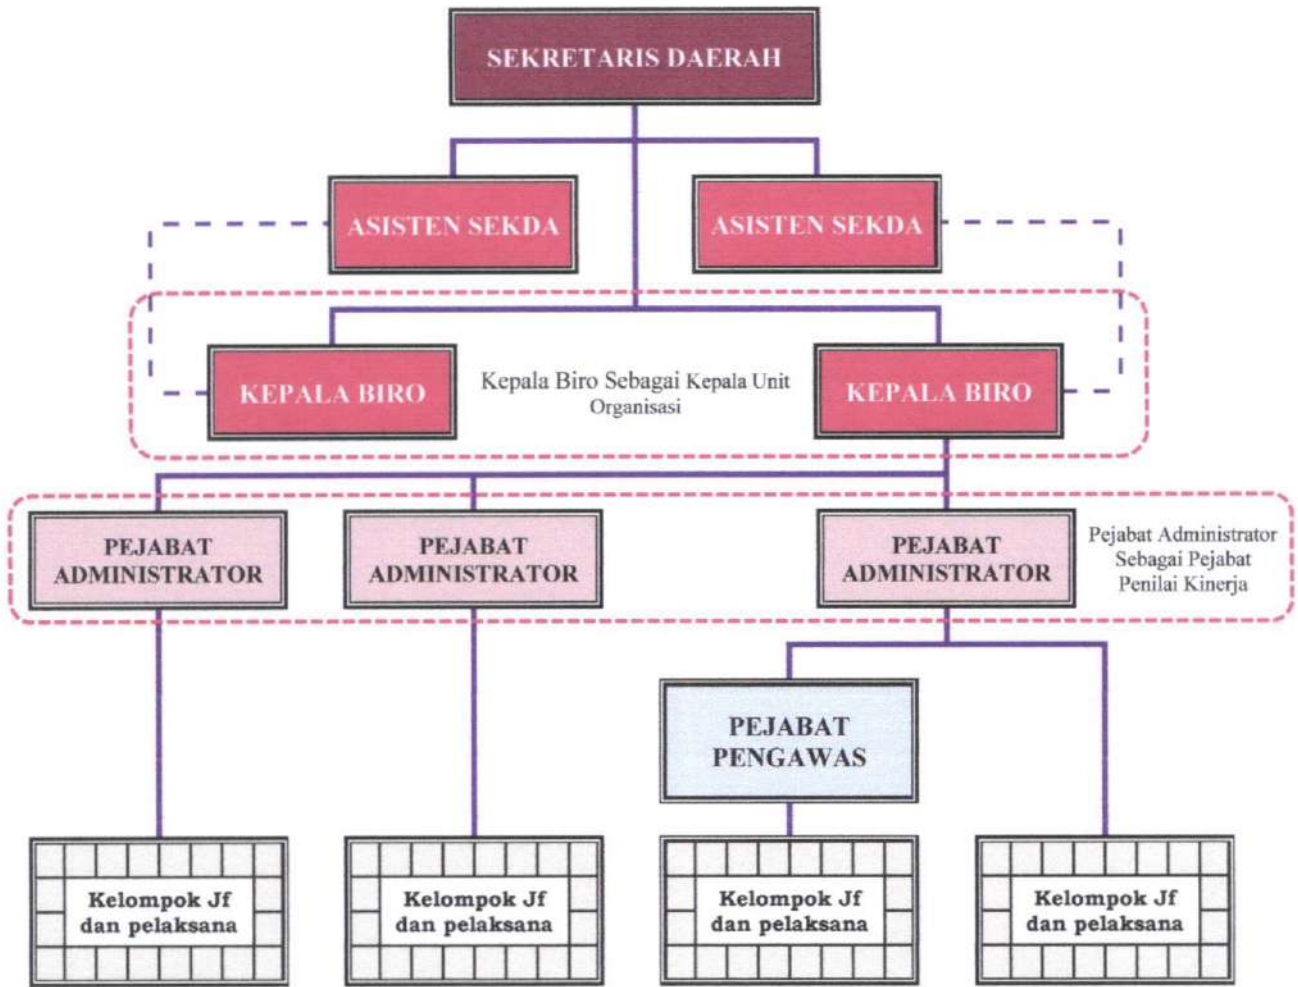 SEKRETARIS DAERAH
ASISTEN SEKDA
ASISTEN SEKDA
KEPALA BIRO
Kepala Biro Sebagai Kepala Unit
Organisasi
KEPALA BIRO
PEJABAT
ADMINISTRATOR
PEJABAT
ADMINISTRATOR
PEJABAT
ADMINISTRATOR
Pejabat Administrator
Sebagai Pejabat
Penilai Kinerja
PEJABAT
PENGAWAS
Kelompok Jf
dan pelaksana
Kelompok Jf
dan pelaksana
Kelompok Jf
dan pelaksana
Kelompok Jf
dan pelaksana